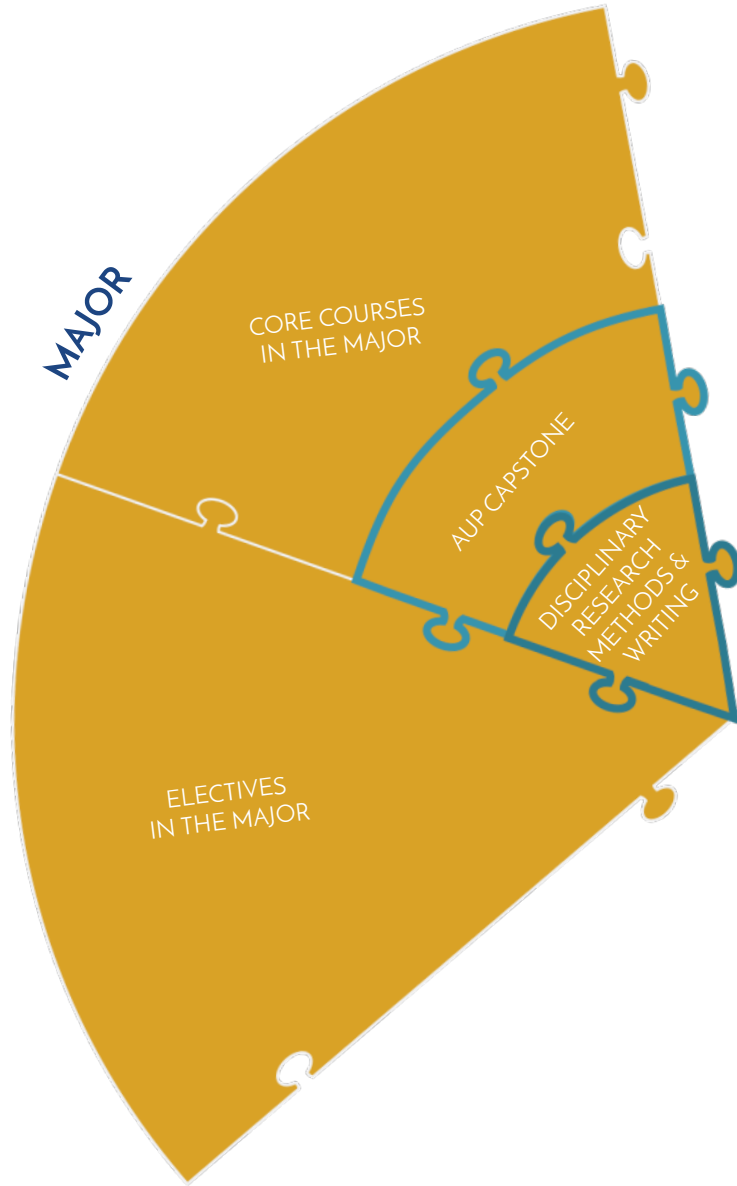 MAJOR
CORE COURSES
IN THE MAJOR
AUP CAPSTONE
DISCIPLINARY
RESEARCH
METHODS &
WRITING
ELECTIVES
IN THE MAJOR